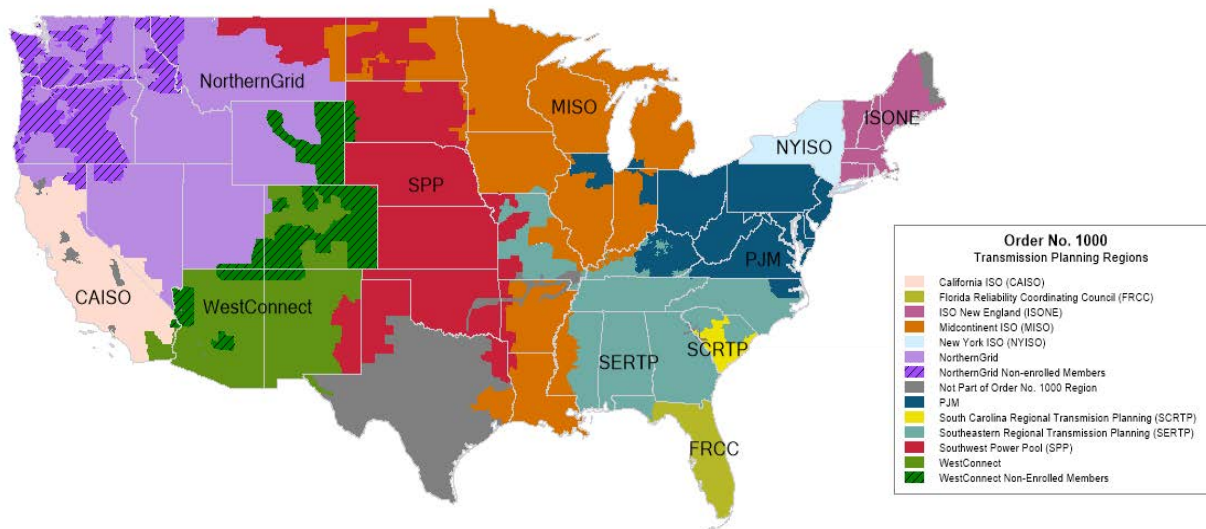 NorthernGrid
MISO
ISONE
NYISO
SPP
PJM
CAISO
WestConnect
SERTP
SCRTP
FRCC
Order No. 1000
Transmission Planning Regions
California ISO (CAISO)
Florida Reliability Coordinating Council (FRCC)
ISO New England (ISONE)
Midcontinent ISO (MISO)
New York ISO (NYISO)
NorthernGrid
NorthernGrid Non-enrolled Members
Not Part of Order No. 1000 Region
PJM
South Carolina Regional Transmision Planning (SCRTP)
Southeastern Regional Transmission Planning (SERTP)
Southwest Power Pool (SPP)
WestConnect
WestConnect Non-Enrolled Members